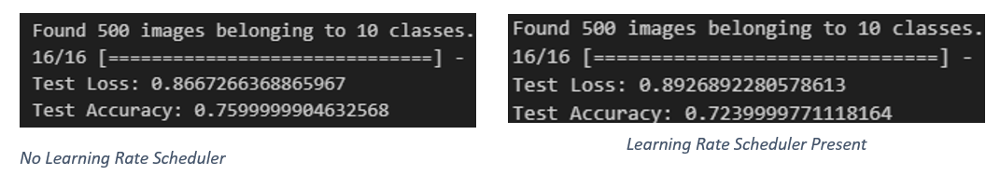 Found 500 images belonging to 10 classes.
16/16 [==============================] -
Test Loss: 0.8667266368865967
Test Accuracy: 0.7599999904632568
No Learning Rate Scheduler
Found 500 images belonging to 10 classes.
16/16 [==============================] -
Test Loss: 0.8926892280578613
Test Accuracy: 0.7239999771118164
Learning Rate Scheduler Present